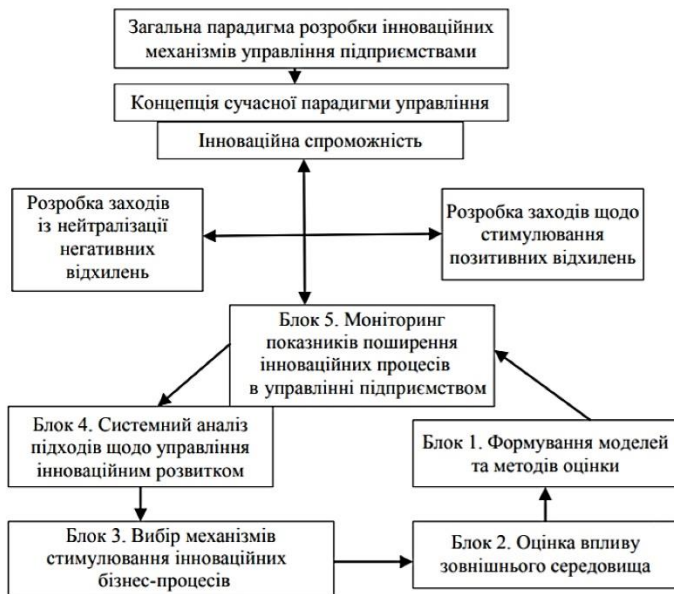 Загальна парадигма розробки інноваційних
механізмів управління підприємствами
Концепція сучасної парадигми управління
Інноваційна спроможність
Розробка заходів
із нейтралізації
негативних
відхилень
Розробка заходів щодо
стимулювання
позитивних відхилень
Блок 5. Моніторинг
показників поширення
інноваційних процесів
в управлінні підприємством
Блок 4. Системний аналіз
підходів щодо управління
інноваційним розвитком
Блок 1. Формування моделей
та методів оцінки
Блок 3. Вибір механізмів
стимулювання інноваційних
бізнес-процесів
Блок 2. Оцінка впливу
зовнішнього середовища